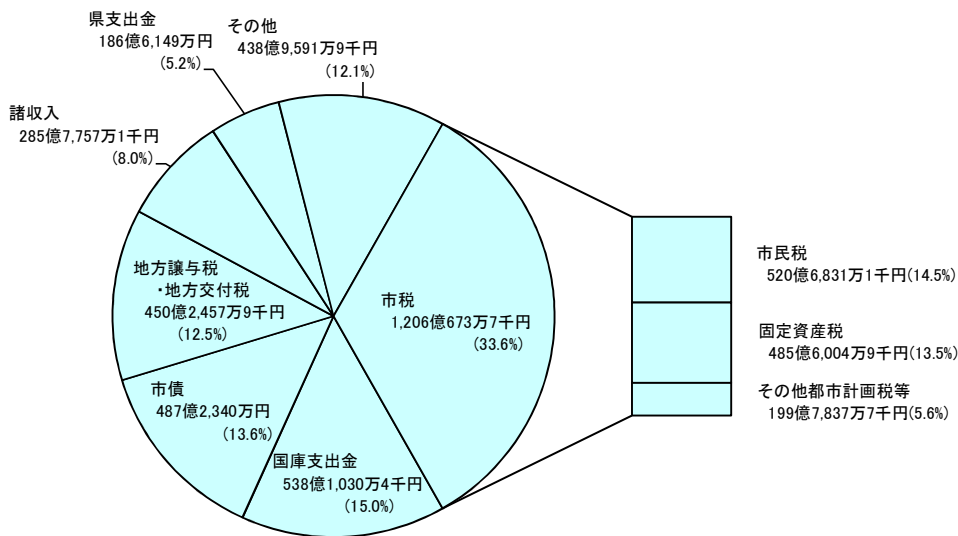 県支出金
186億6,149万円
(5.2%)
その他
438億9,591万9千円
(12.1%)
諸収入
285億7,757万1千円
(8.0%)
地方譲与税
・地方交付税
450億2,457万9千円
(12.5%)
市税
1,206億673万7千円
(33.6%)
市債
487億2,340万円
(13.6%)
国庫支出金
538億1,030万4千円
(15.0%)
市民税
520億6,831万1千円(14.5%)
固定資産税
485億6,004万9千円(13.5%)
その他都市計画税等
199億7,837万7千円(5.6%)